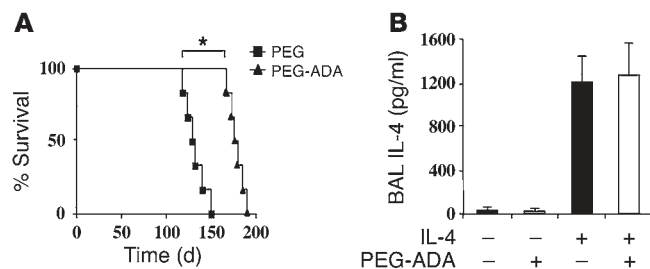 A
*
PEG
PEG-ADA
% Survival
100
50
0
0 50 100 150 200
Time (d)
B
BAL IL-4 (pg/ml)
1600
1200
800
400
0
IL-4 – – + +
PEG-ADA – + – +